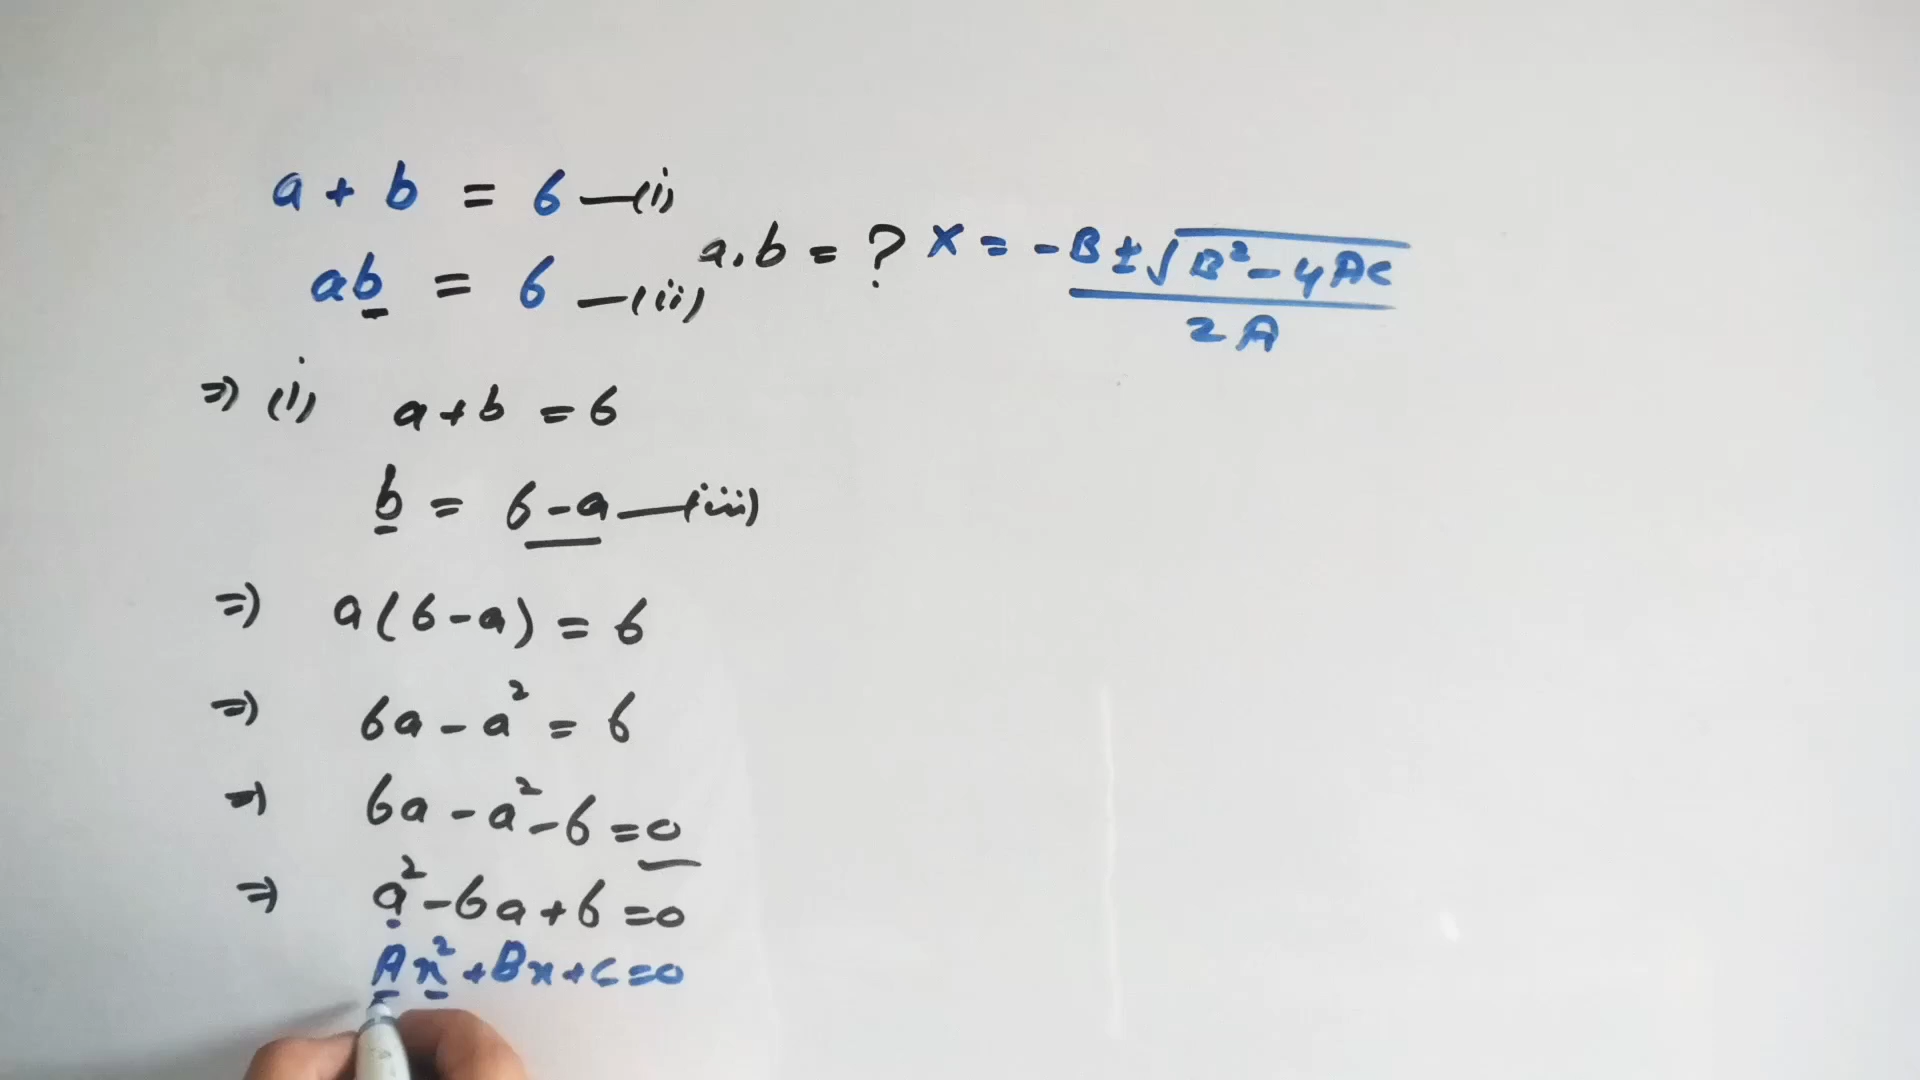 a + b = 6 —(i)
ab = 6 —(ii)
a, b = ?
x = -B ± √B² - 4AC / 2A
⇒ (i) a + b = 6
b = 6 - a —(iii)
⇒ a(6 - a) = 6
⇒ 6a - a² = 6
⇒ 6a - a² - 6 = 0
⇒ a² - 6a + 6 = 0
Ax² + Bx + C = 0